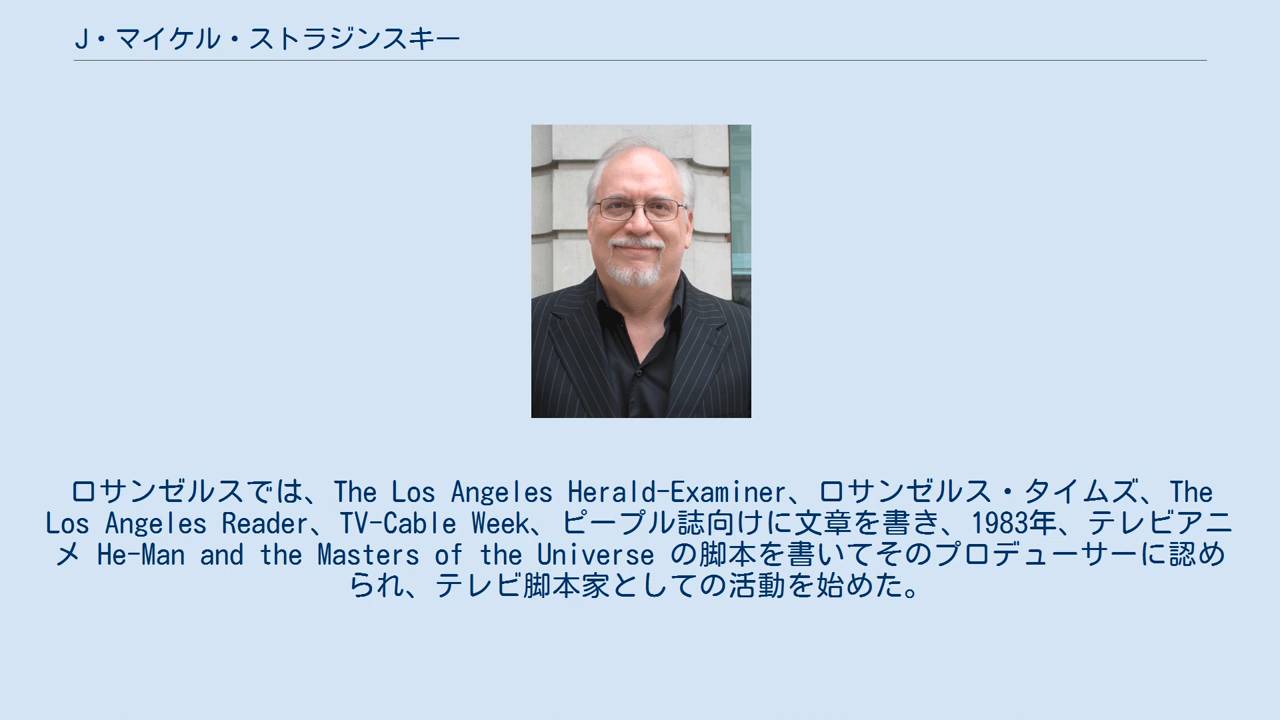 J・マイケル・ストラジンスキー
ロサンゼルスでは、The Los Angeles Herald-Examiner、ロサンゼルス・タイムズ、The
Los Angeles Reader、TV-Cable Week、ピープル誌向けに文章を書き、1983年、テレビアニ
メ He-Man and the Masters of the Universe の脚本を書いてそのプロデューサーに認め
られ、テレビ脚本家としての活動を始めた。